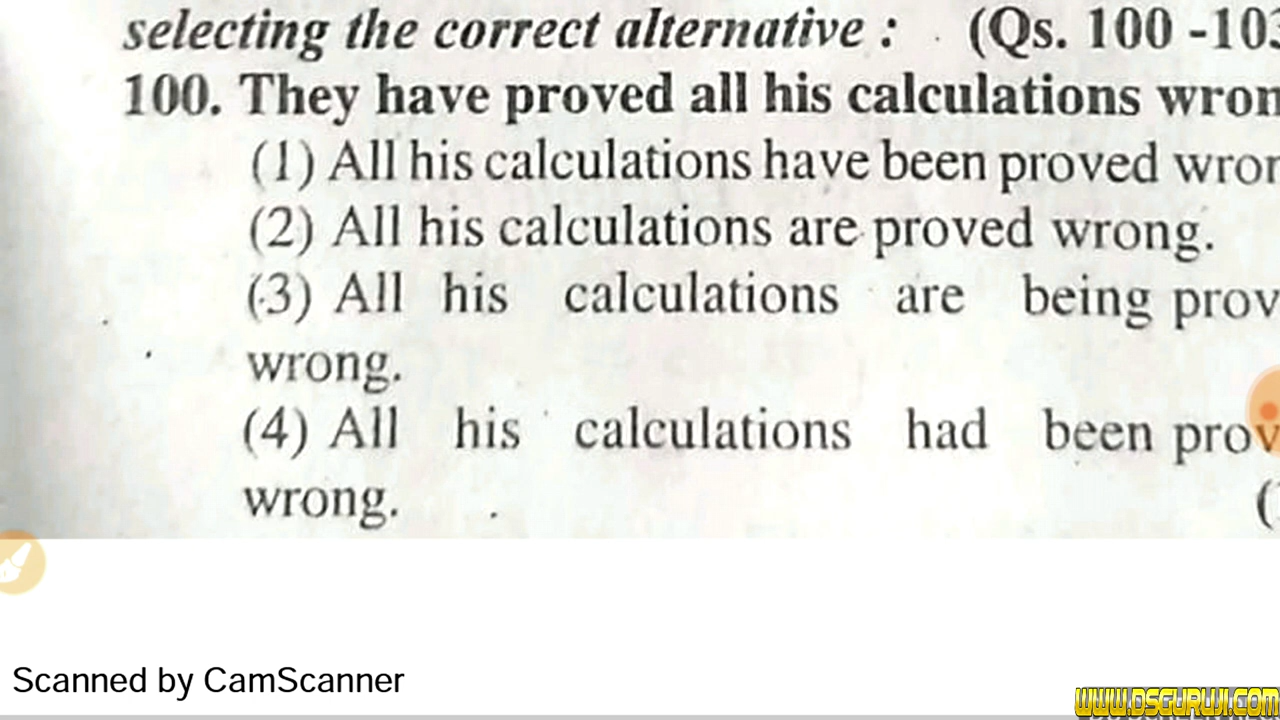 selecting the correct alternative : (Qs. 100 -10
100. They have proved all his calculations wron
(1) All his calculations have been proved wror
(2) All his calculations are proved wrong.
(3) All his calculations are being prov
wrong.
(4) All his calculations had been prov
wrong. (
Scanned by CamScanner
WWW.DSGURUJI.COM